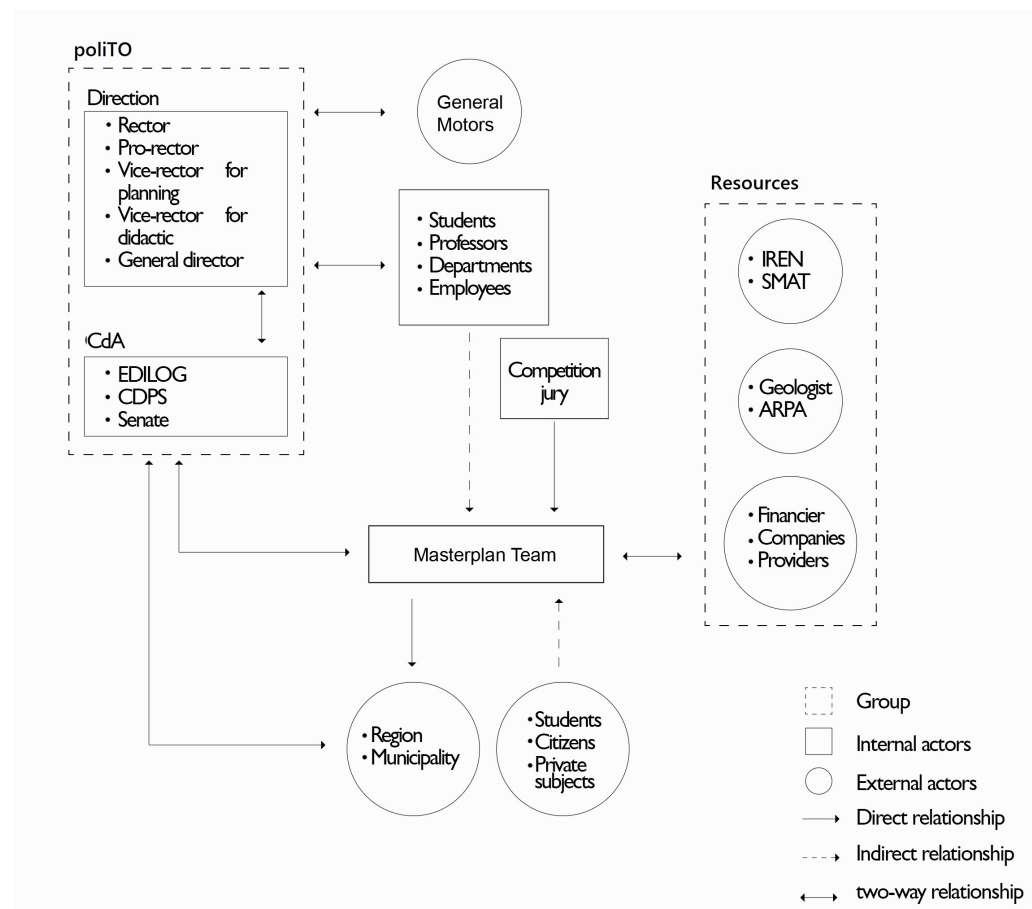 poliTO
Direction
• Rector
• Pro-rector
• Vice-rector for
planning
• Vice-rector for
didactic
• General director
CdA
• EDILOG
• CDPS
• Senate
General
Motors
• Students
• Professors
• Departments
• Employees
Competition
jury
Resources
• IREN
• SMAT
• Geologist
• ARPA
• Financier
• Companies
• Providers
Masterplan Team
• Region
• Municipality
• Students
• Citizens
• Private
subjects
Group
Internal actors
External actors
Direct relationship
Indirect relationship
two-way relationship